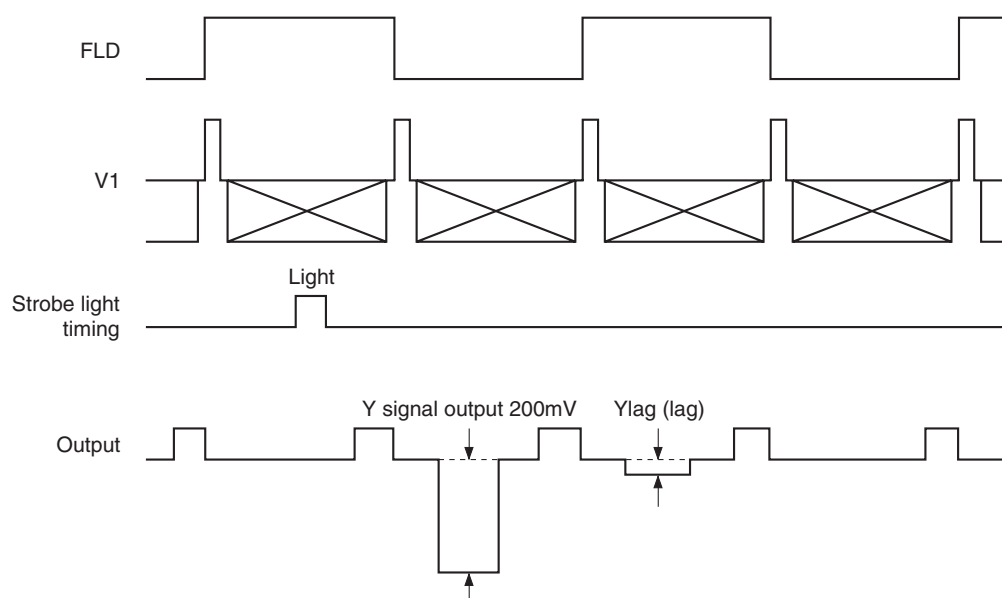 FLD
V1
Light
Strobe light
timing
Y signal output 200mV
Ylag (lag)
Output